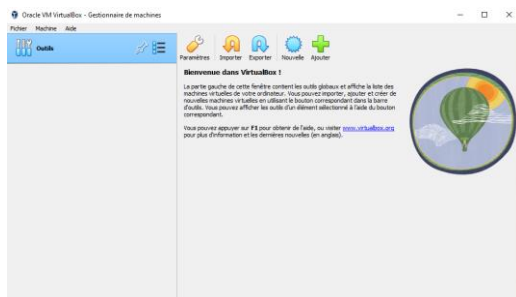 Oracle VM VirtualBox - Gestionnaire de machines
Fichier Machine Aide
Outils
Paramètres Importer Exporter Nouvelle Ajouter
Bienvenue dans VirtualBox !
La partie gauche de cette fenêtre contient les outils globaux et affiche la liste des
machines virtuelles de votre ordinateur. Vous pouvez importer, ajouter et créer de
nouvelles machines virtuelles en utilisant le bouton correspondant dans la barre
d'outils. Vous pouvez afficher les outils d'un élément sélectionné à l'aide du bouton
correspondant.
Vous pouvez appuyer sur F1 pour obtenir de l'aide, ou visiter www.virtualbox.org
pour plus d'information et les dernières nouvelles (en anglais).